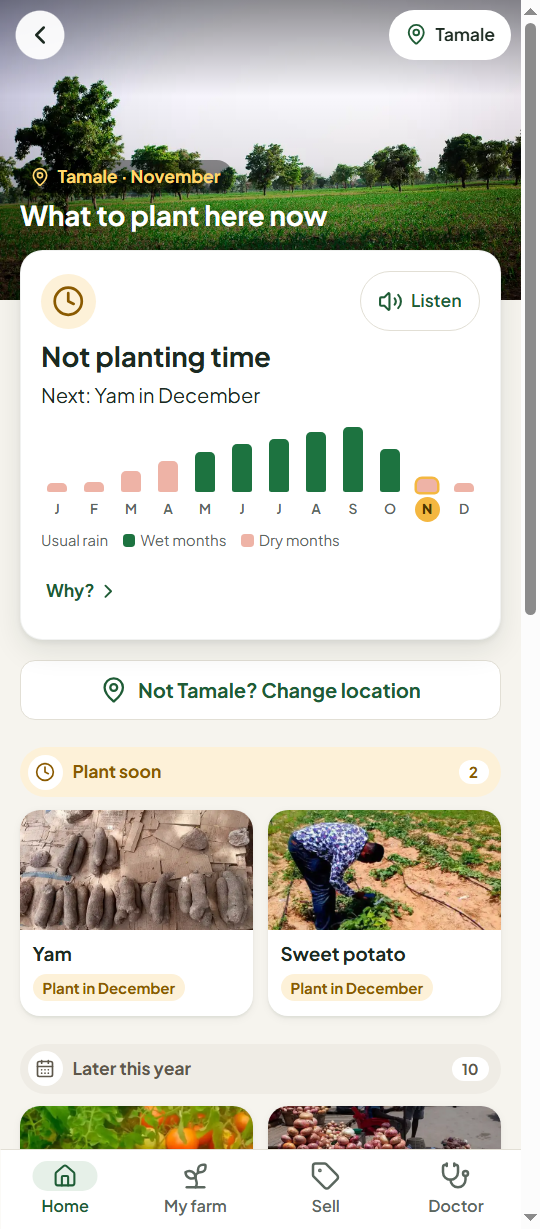 Tamale
Tamale · November
What to plant here now
Listen
Not planting time
Next: Yam in December
J F M A M J J A S O N D
Usual rain Wet months Dry months
Why?
Not Tamale? Change location
Plant soon 2
Yam Sweet potato
Plant in December Plant in December
Later this year 10
Home My farm Sell Doctor